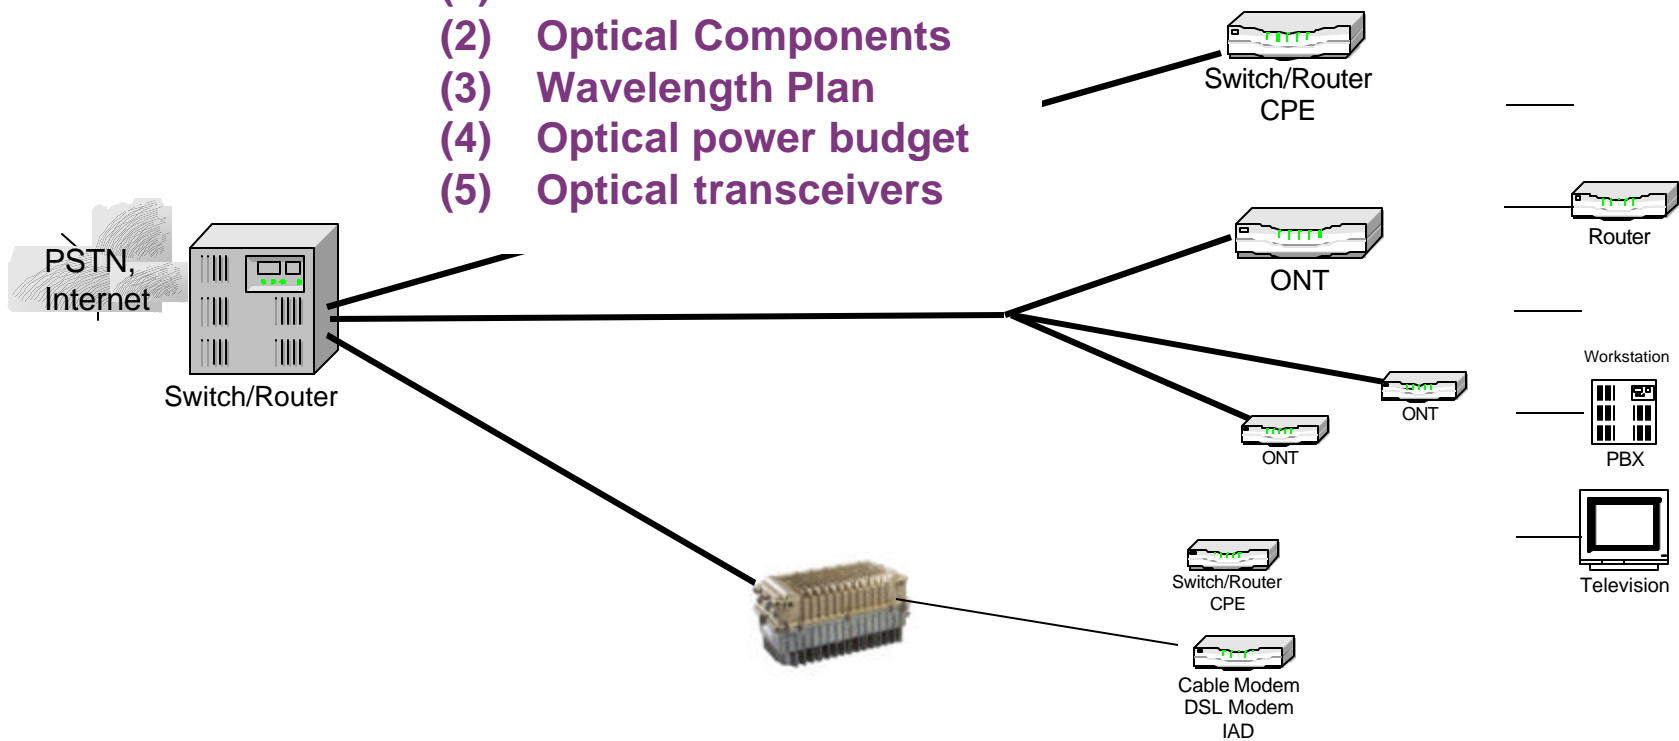 (2) Optical Components
(3) Wavelength Plan
(4) Optical power budget
(5) Optical transceivers
Switch/Router
CPE
PSTN,
Internet
Switch/Router
ONT
Router
ONT
ONT
Workstation
PBX
Television
Switch/Router
CPE
Cable Modem
DSL Modem
IAD